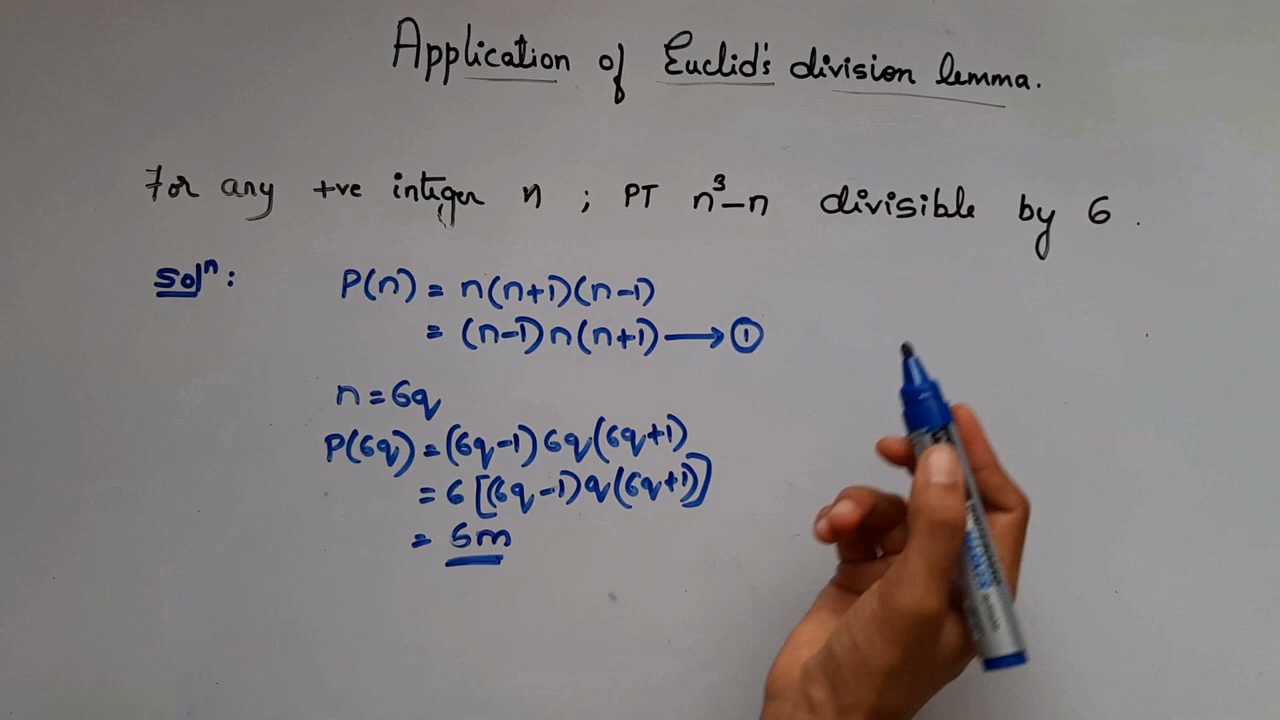 Application of Euclid's division lemma.
For any +ve integer n ; PT n³-n divisible by 6 .
Solⁿ :
P(n) = n(n+1)(n-1)
= (n-1)n(n+1) → ①
n = 6q
P(6q) = (6q-1) 6q(6q+1)
= 6[(6q-1)q(6q+1)]
= 6m